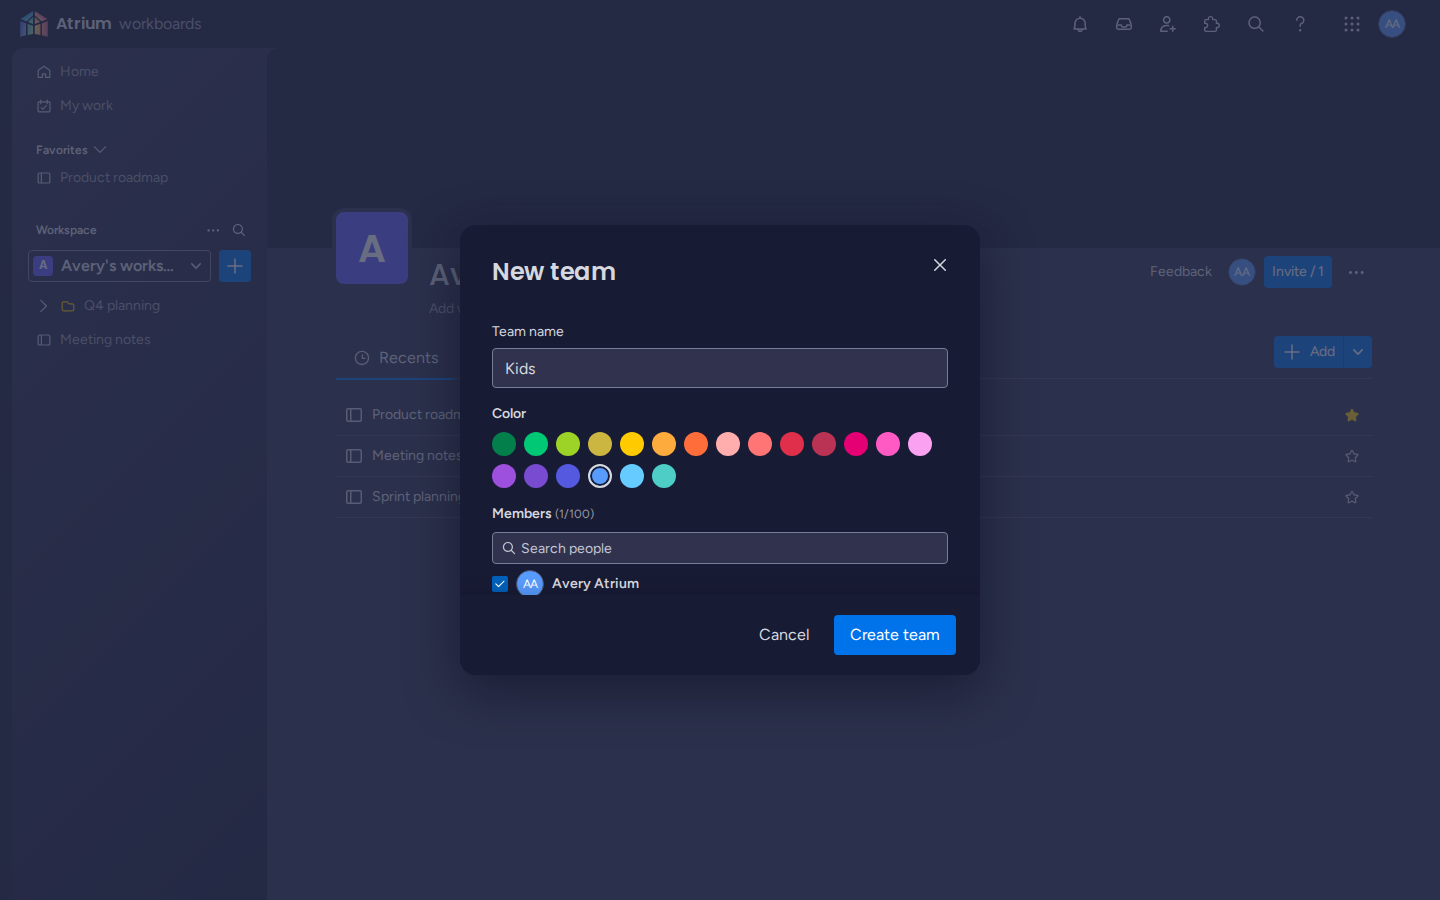 Atrium workboards
AA
Home
My work
Favorites
Product roadmap
Workspace
A
Avery's works...
Q4 planning
Meeting notes
A
Add
Feedback
AA
Invite / 1
Recents
Add
Product
Meeting notes
Sprint
New team
Team name
Kids
Color
Members (1/100)
Search people
AA
Avery Atrium
Cancel
Create team